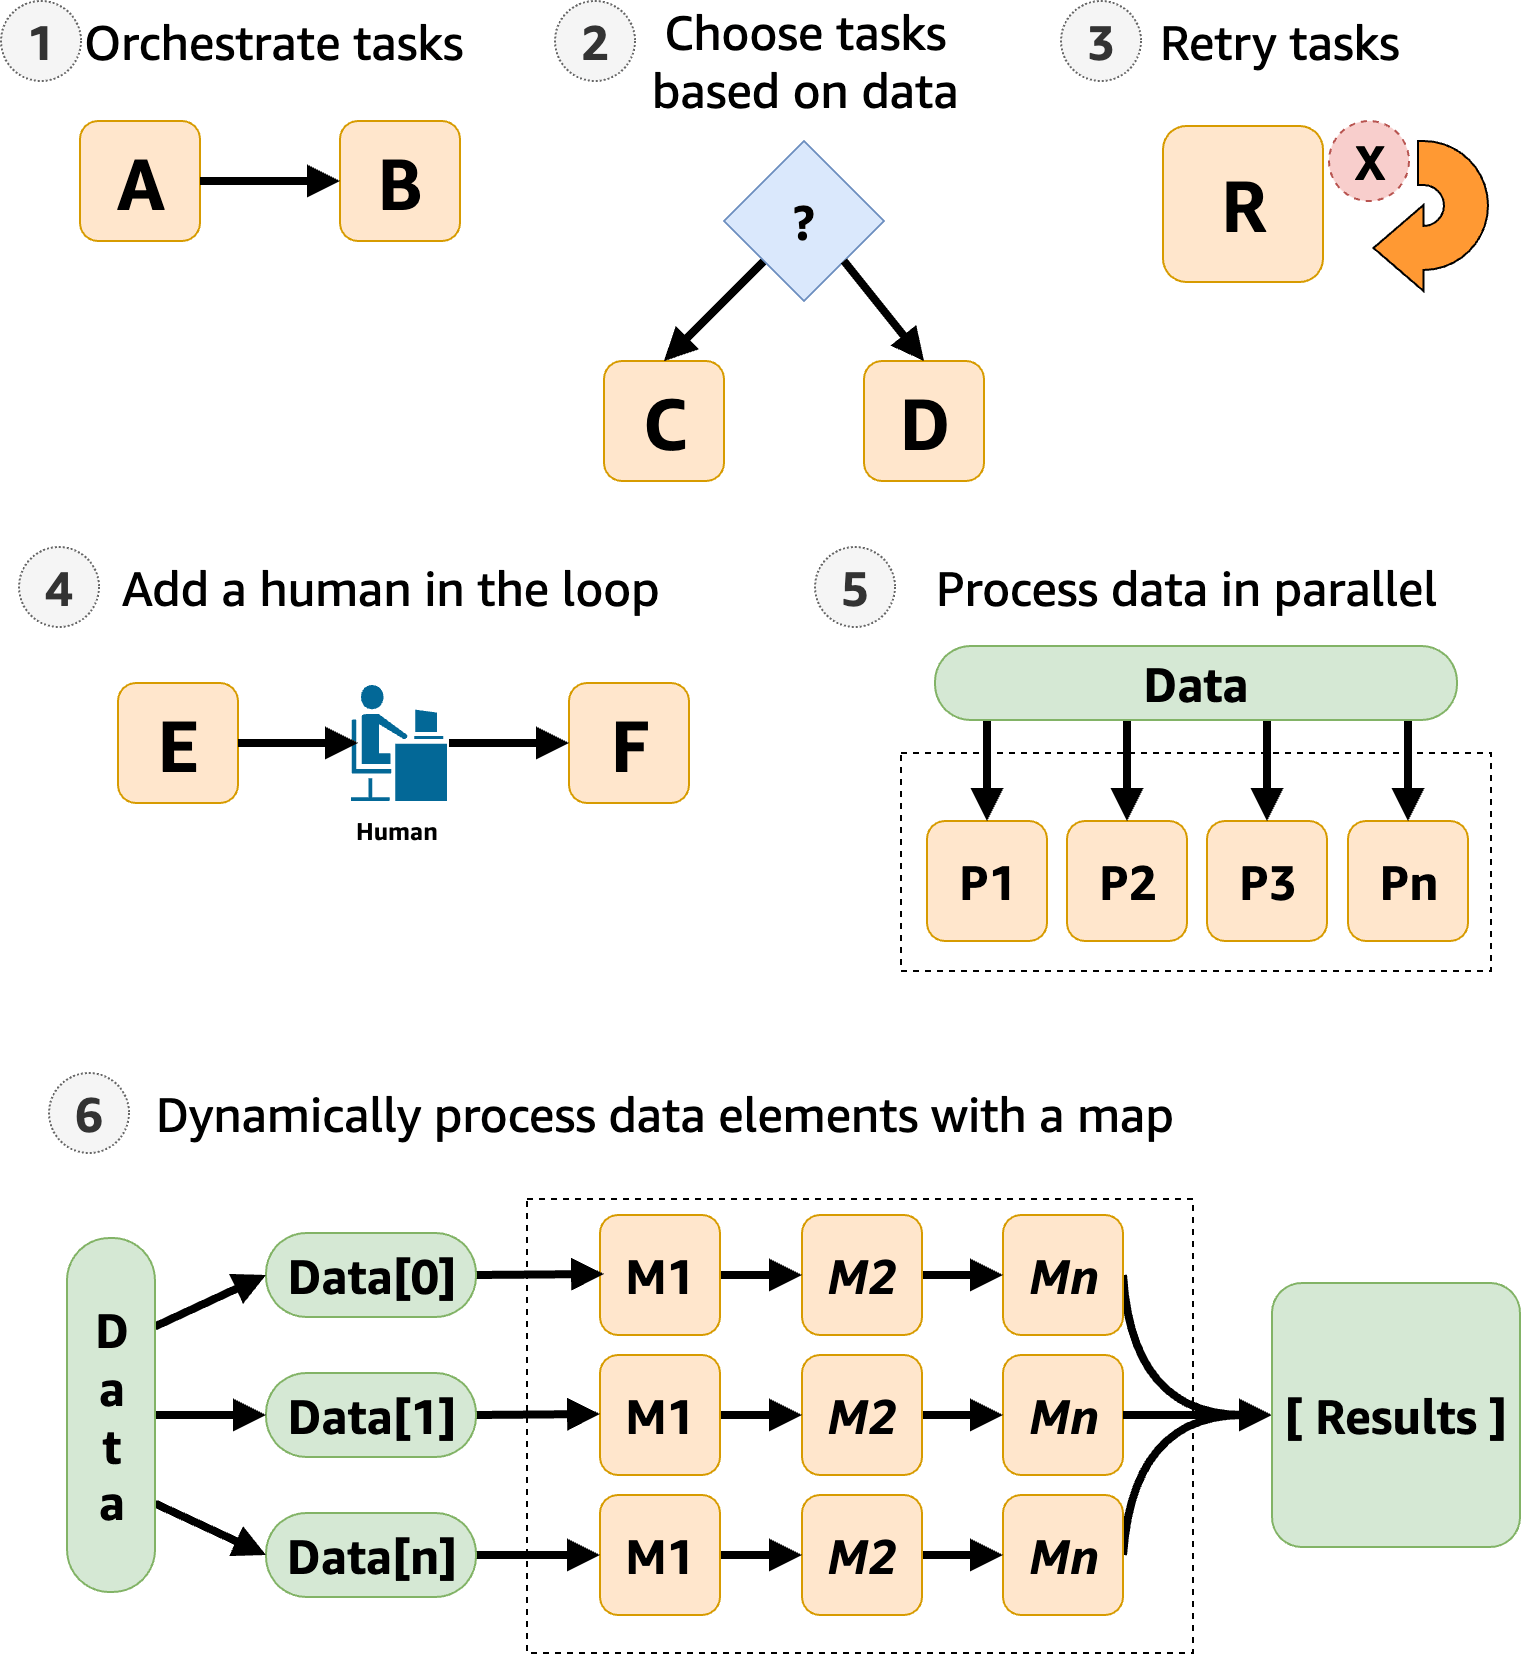 1 Orchestrate tasks
A B
2 Choose tasks
based on data
?
C D
3 Retry tasks
R X
4 Add a human in the loop
E F
Human
5 Process data in parallel
Data
P1 P2 P3 Pn
6 Dynamically process data elements with a map
D
a
t
a
Data[0] M1 M2 Mn
Data[1] M1 M2 Mn
Data[n] M1 M2 Mn
[ Results ]